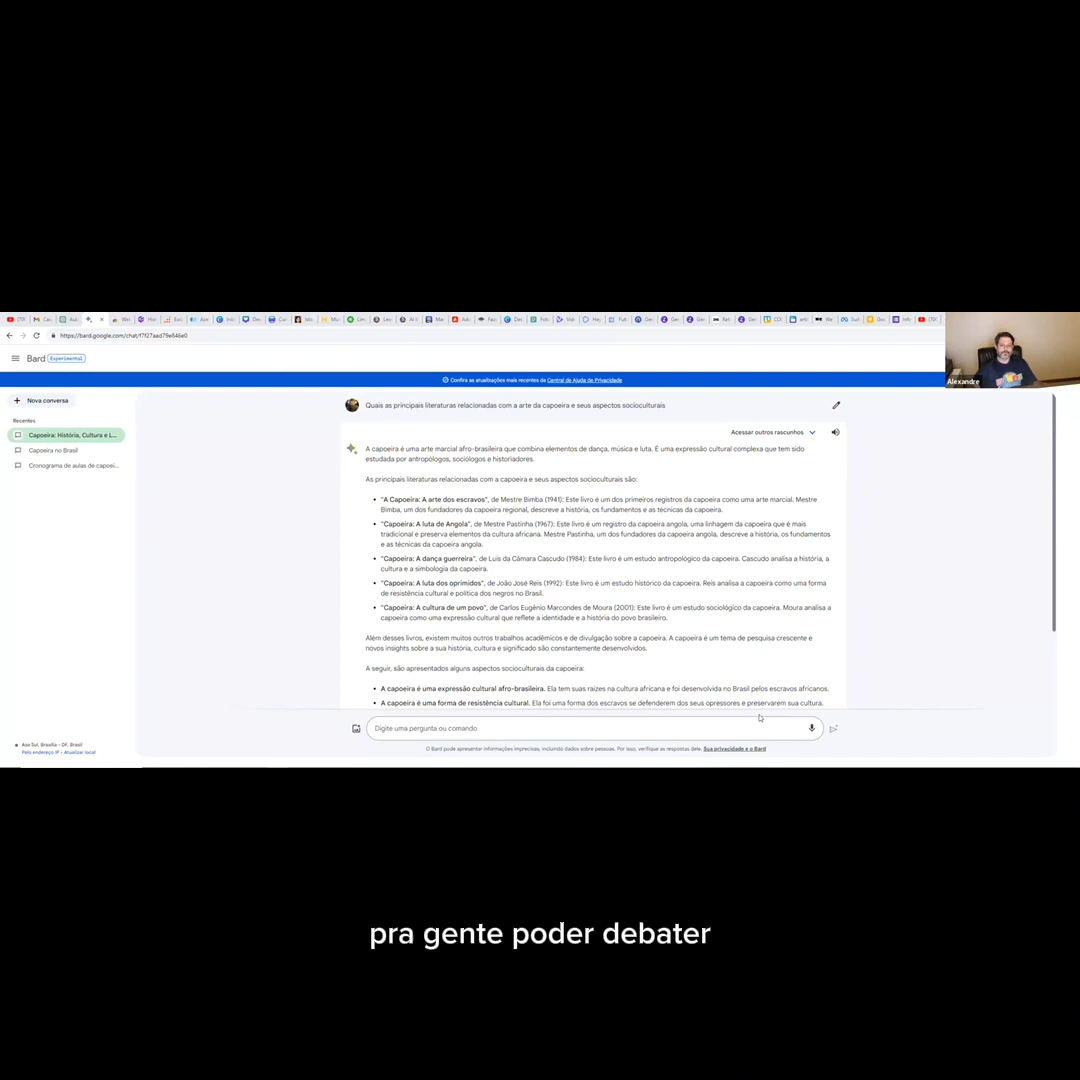 https://bard.google.com/chat/f7f27aad79e846e0
Bard Experimental
Confira as atualizações mais recentes da Central de Ajuda de Privacidade
Alexandre
Nova conversa
Recentes
Capoeira: História, Cultura e L...
Capoeira no Brasil
Cronograma de aulas de capoei...
Quais as principais literaturas relacionadas com a arte da capoeira e seus aspectos socioculturais
Acessar outros rascunhos
A capoeira é uma arte marcial afro-brasileira que combina elementos de dança, música e luta. É uma expressão cultural complexa que tem sido
estudada por antropólogos, sociólogos e historiadores.
As principais literaturas relacionadas com a capoeira e seus aspectos socioculturais são:
• "A Capoeira: A arte dos escravos", de Mestre Bimba (1941): Este livro é um dos primeiros registros da capoeira como uma arte marcial. Mestre
Bimba, um dos fundadores da capoeira regional, descreve a história, os fundamentos e as técnicas da capoeira.
• "Capoeira: A luta de Angola", de Mestre Pastinha (1967): Este livro é um registro da capoeira angola, uma linhagem da capoeira que é mais
tradicional e preserva elementos da cultura africana. Mestre Pastinha, um dos fundadores da capoeira angola, descreve a história, os fundamentos
e as técnicas da capoeira angola.
• "Capoeira: A dança guerreira", de Luis da Câmara Cascudo (1984): Este livro é um estudo antropológico da capoeira. Cascudo analisa a história, a
cultura e a simbologia da capoeira.
• "Capoeira: A luta dos oprimidos", de João José Reis (1992): Este livro é um estudo histórico da capoeira. Reis analisa a capoeira como uma forma
de resistência cultural e política dos negros no Brasil.
• "Capoeira: A cultura de um povo", de Carlos Eugênio Marcondes de Moura (2001): Este livro é um estudo sociológico da capoeira. Moura analisa a
capoeira como uma expressão cultural que reflete a identidade e a história do povo brasileiro.
Além desses livros, existem muitos outros trabalhos acadêmicos e de divulgação sobre a capoeira. A capoeira é um tema de pesquisa crescente e
novos insights sobre a sua história, cultura e significado são constantemente desenvolvidos.
A seguir, são apresentados alguns aspectos socioculturais da capoeira:
• A capoeira é uma expressão cultural afro-brasileira. Ela tem suas raízes na cultura africana e foi desenvolvida no Brasil pelos escravos africanos.
• A capoeira é uma forma de resistência cultural. Ela foi uma forma dos escravos se defenderem dos seus opressores e preservarem sua cultura.
Digite uma pergunta ou comando
Asa Sul, Brasília - DF, Brasil
Pelo endereço IP - Atualizar local
O Bard pode apresentar informações imprecisas, incluindo dados sobre pessoas. Por isso, verifique as respostas dele. Sua privacidade e o Bard
pra gente poder debater